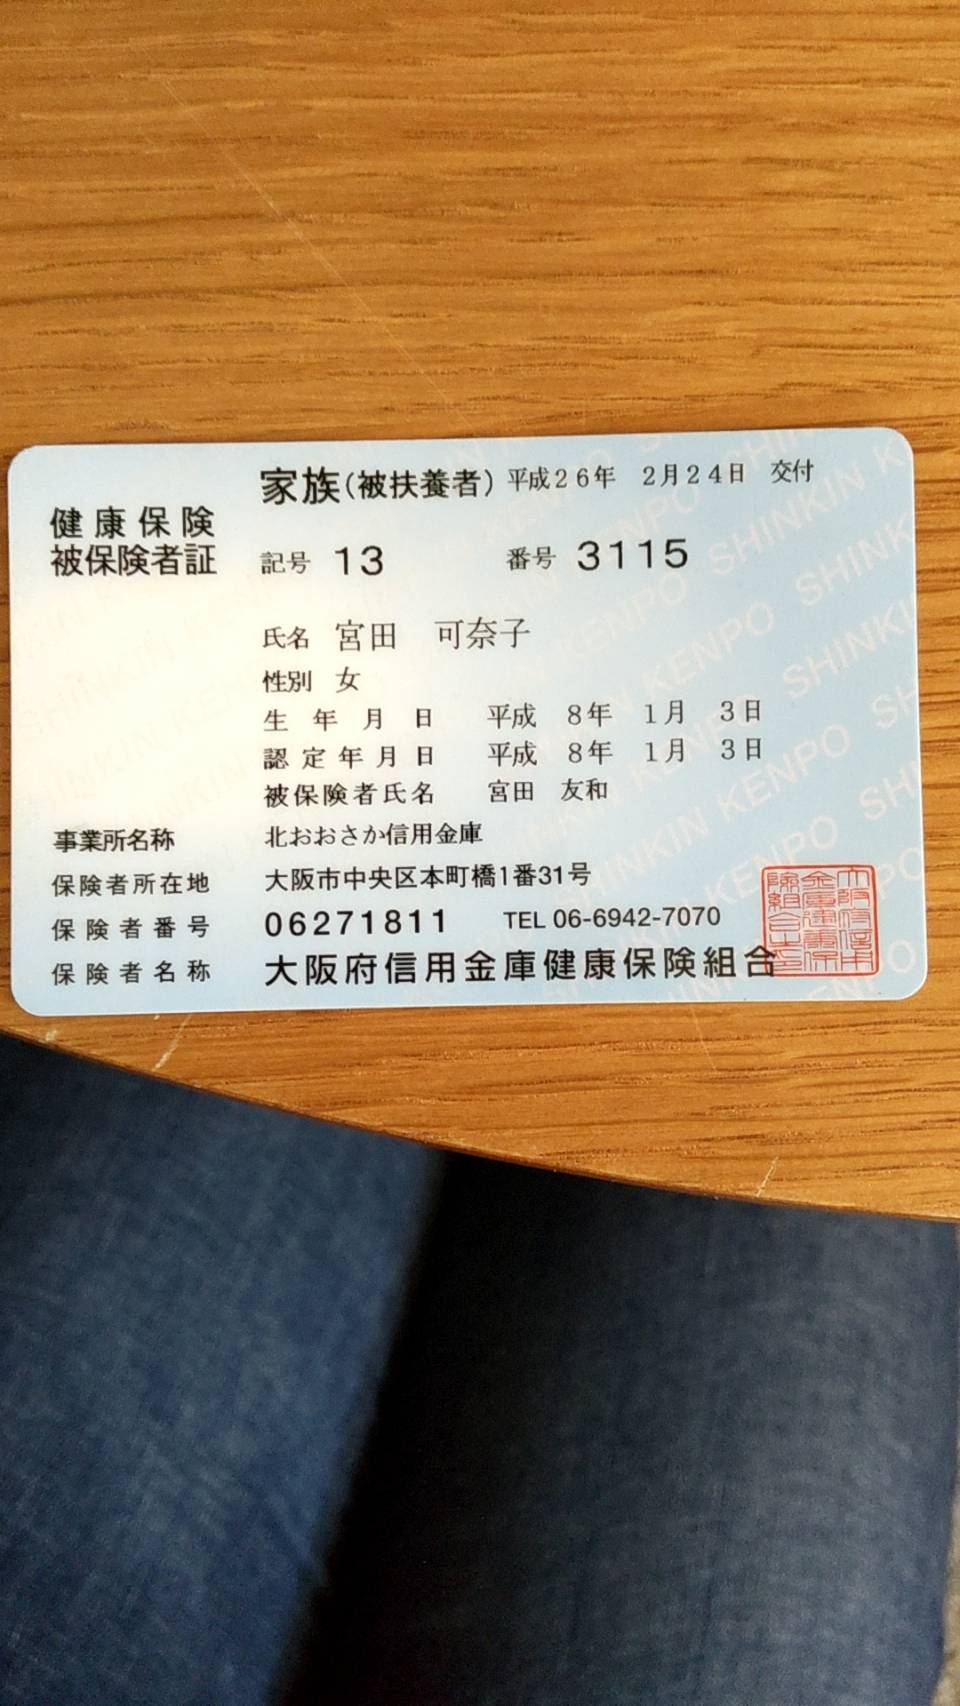 家族(被扶養者) 平成26年 2月24日 交付
健康保険
被保険者証
記号 13 番号 3115
氏名 宮田 可奈子
性別 女
生年月日 平成 8年 1月 3日
認定年月日 平成 8年 1月 3日
被保険者氏名 宮田 友和
事業所名称 北おおさか信用金庫
保険者所在地 大阪市中央区本町橋1番31号
保険者番号 06271811 TEL 06-6942-7070
保険者名称 大阪府信用金庫健康保険組合
SHINKIN KENPO